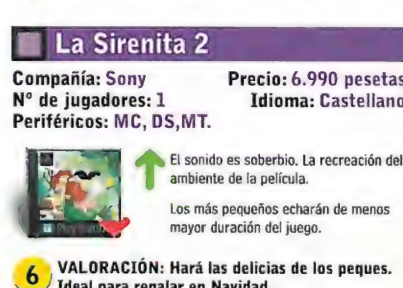 La Sirenita 2
Compañía: Sony
Precio: 6.990 pesetas
Nº de jugadores: 1
Idioma: Castellano
Periféricos: MC, DS,MT.
El sonido es soberbio. La recreación del
ambiente de la película.
Los más pequeños echarán de menos
mayor duración del juego.
PlayStation
6
VALORACIÓN: Hará las delicias de los peques.
Ideal para regalar en Navidad